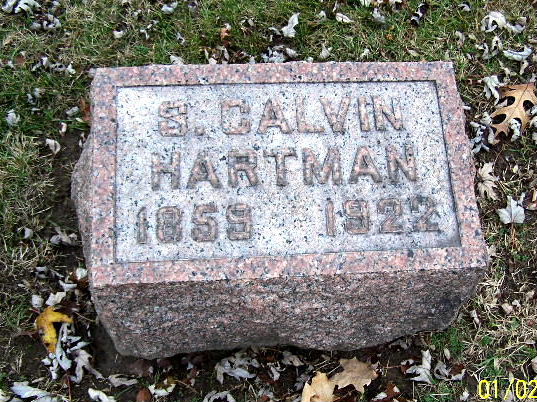 S. CALVIN
HARTMAN
1859 1922
01/02